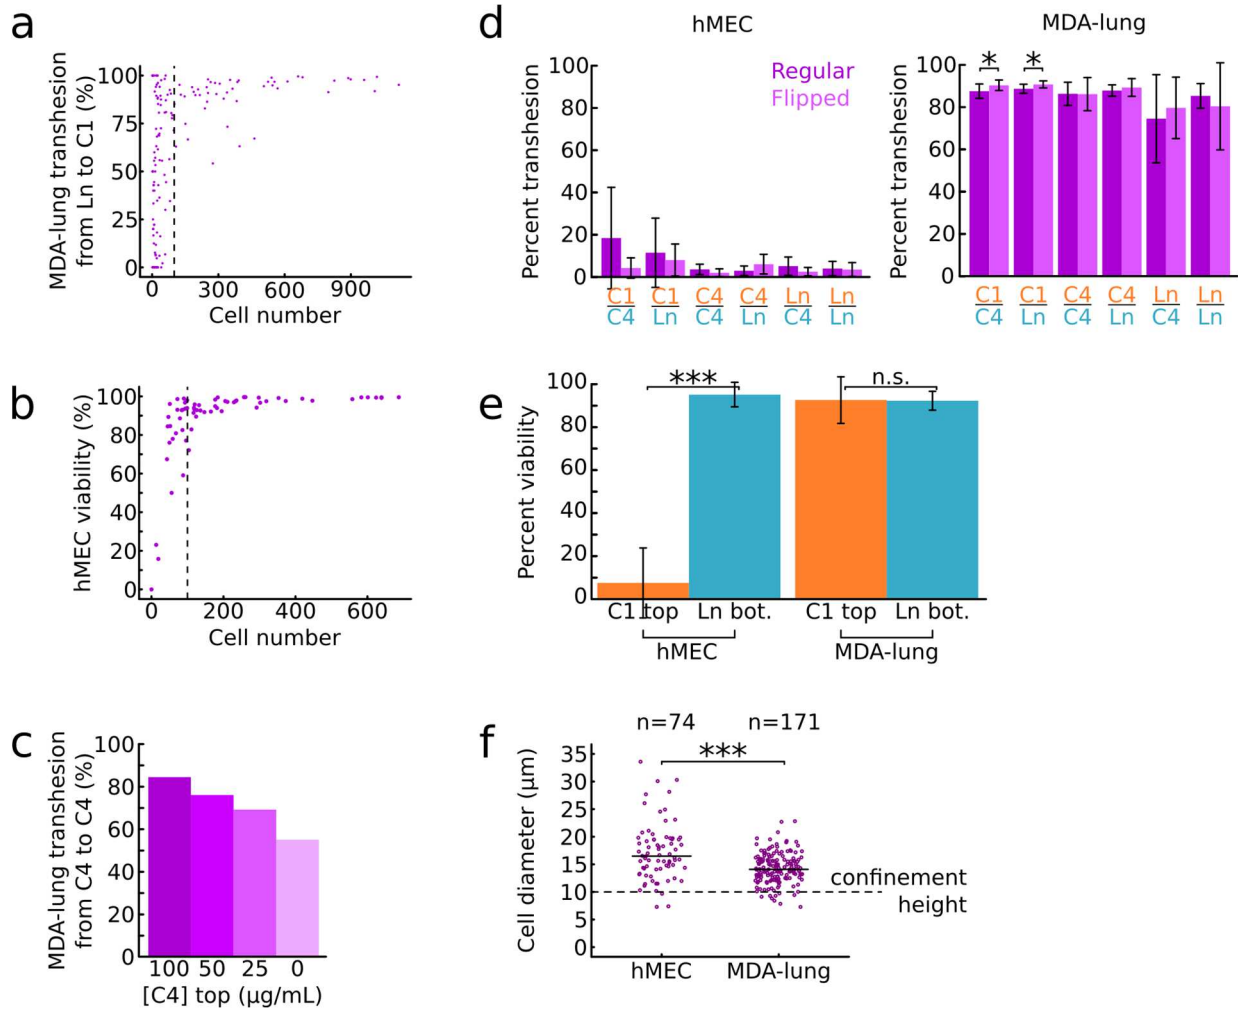 a
MDA-lung transhesion
from Ln to C1 (%)
100
75
50
25
0
0 300 600 900
Cell number
b
hMEC viability (%)
100
80
60
40
20
0
0 200 400 600
Cell number
c
MDA-lung transhesion
from C4 to C4 (%)
100
80
60
40
20
0
100 50 25 0
[C4] top (µg/mL)
d
hMEC
Percent transhesion
100
80
60
40
20
0
Regular
Flipped
C1 C1 C4 C4 Ln Ln
C4 Ln C4 Ln C4 Ln
MDA-lung
Percent transhesion
100
80
60
40
20
0
* *
C1 C1 C4 C4 Ln Ln
C4 Ln C4 Ln C4 Ln
e
Percent viability
100
80
60
40
20
0
*** n.s.
C1 top Ln bot. C1 top Ln bot.
hMEC MDA-lung
f
n=74 n=171
***
Cell diameter (µm)
35
30
25
20
15
10
5
0
confinement
height
hMEC MDA-lung